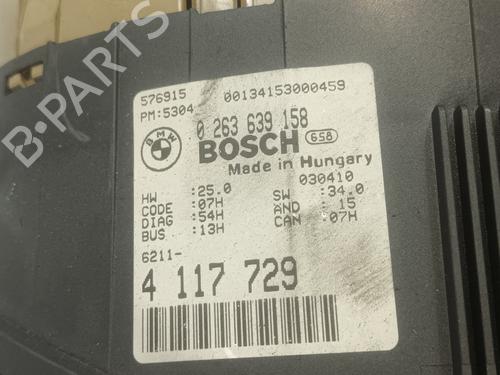 576915 00134153000459
PM:5304
BMW 0 263 639 158
BOSCH 658
Made in Hungary
030410
HW :25.0 SW :34.0
CODE :07H AND : 15
DIAG :54H CAN :07H
BUS :13H
6211-
4 117 729
B-PARTS